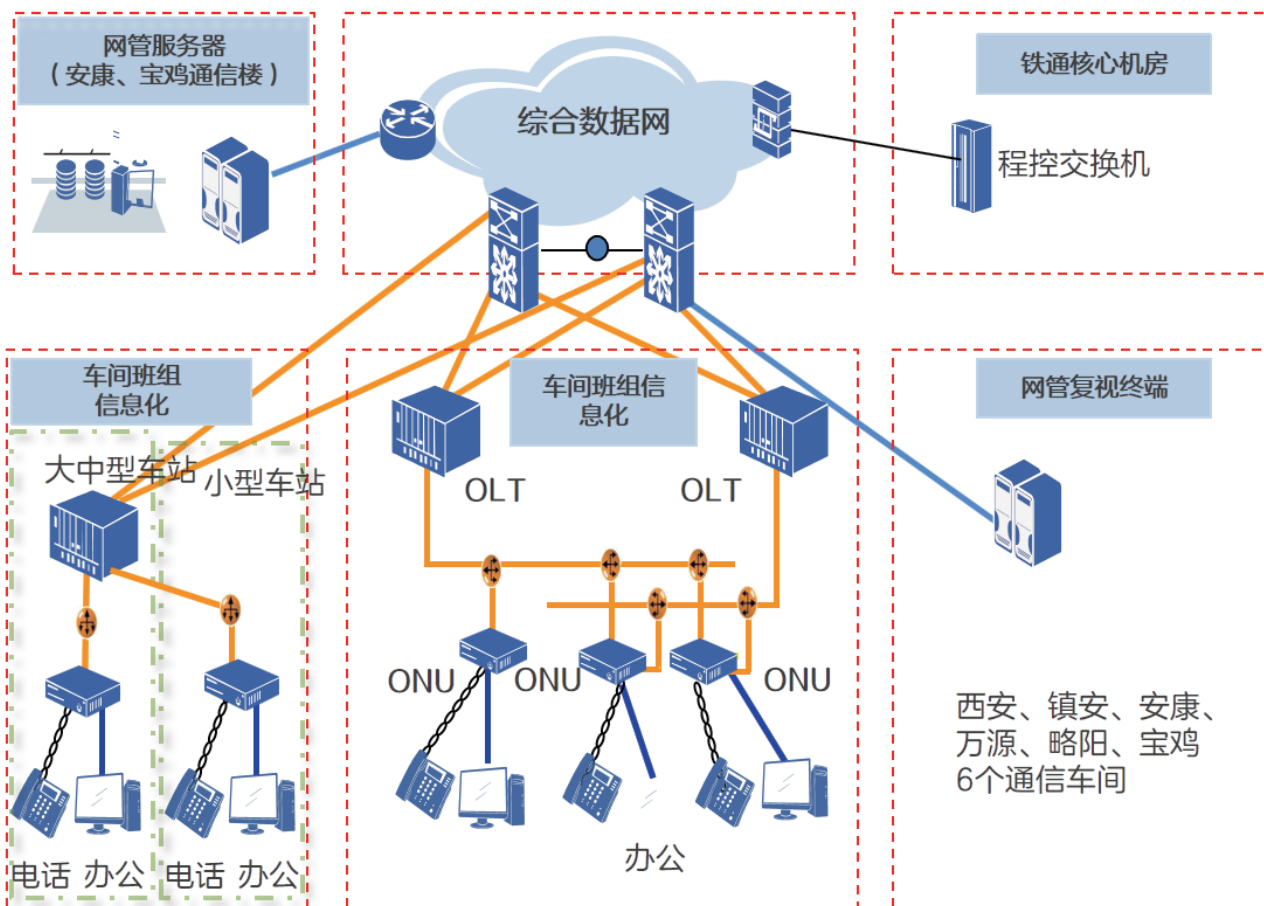 网管服务器
（安康、宝鸡通信楼）
综合数据网
铁通核心机房
程控交换机
车间班组
信息化
大中型车站
小型车站
电话 办公
电话 办公
车间班组信
息化
OLT
OLT
ONU
ONU
ONU
办公
网管复视终端
西安、镇安、安康、
万源、略阳、宝鸡
6个通信车间